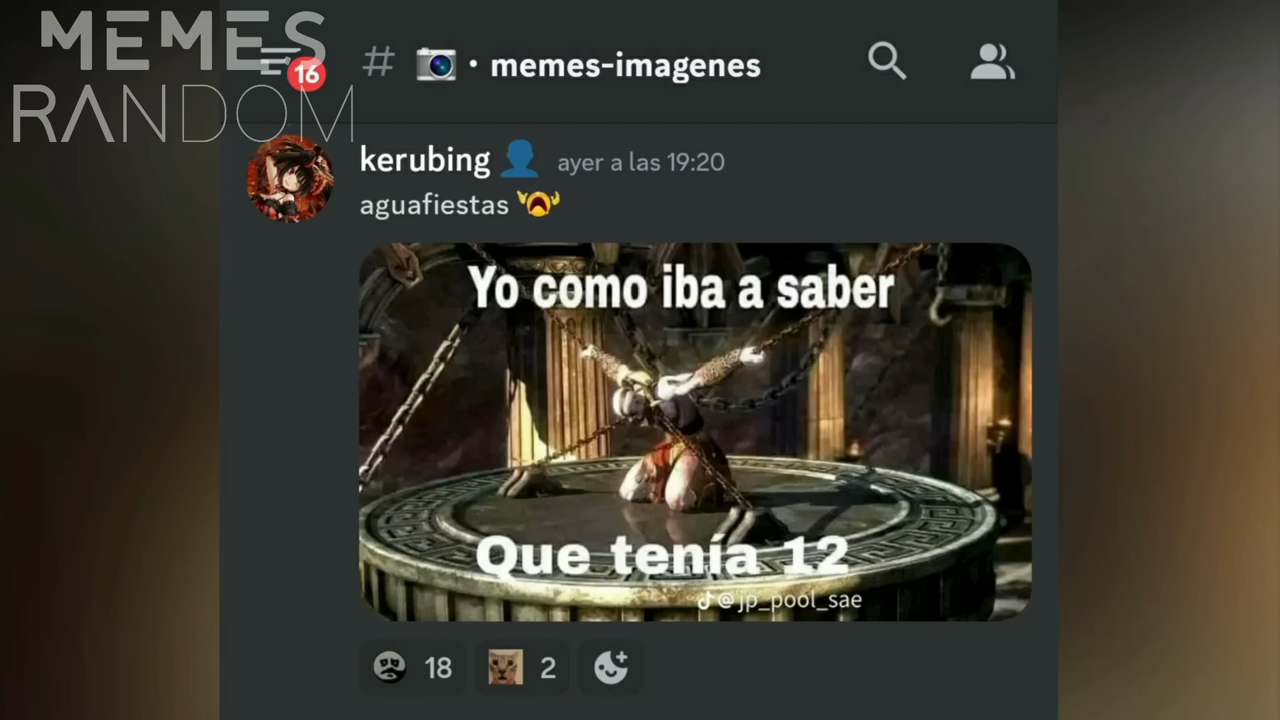 MEMES
RANDOM
16
# 📷 · memes-imagenes
kerubing 👤 ayer a las 19:20
aguafiestas
Yo como iba a saber
Que tenía 12
@jp_pool_sae
18 2